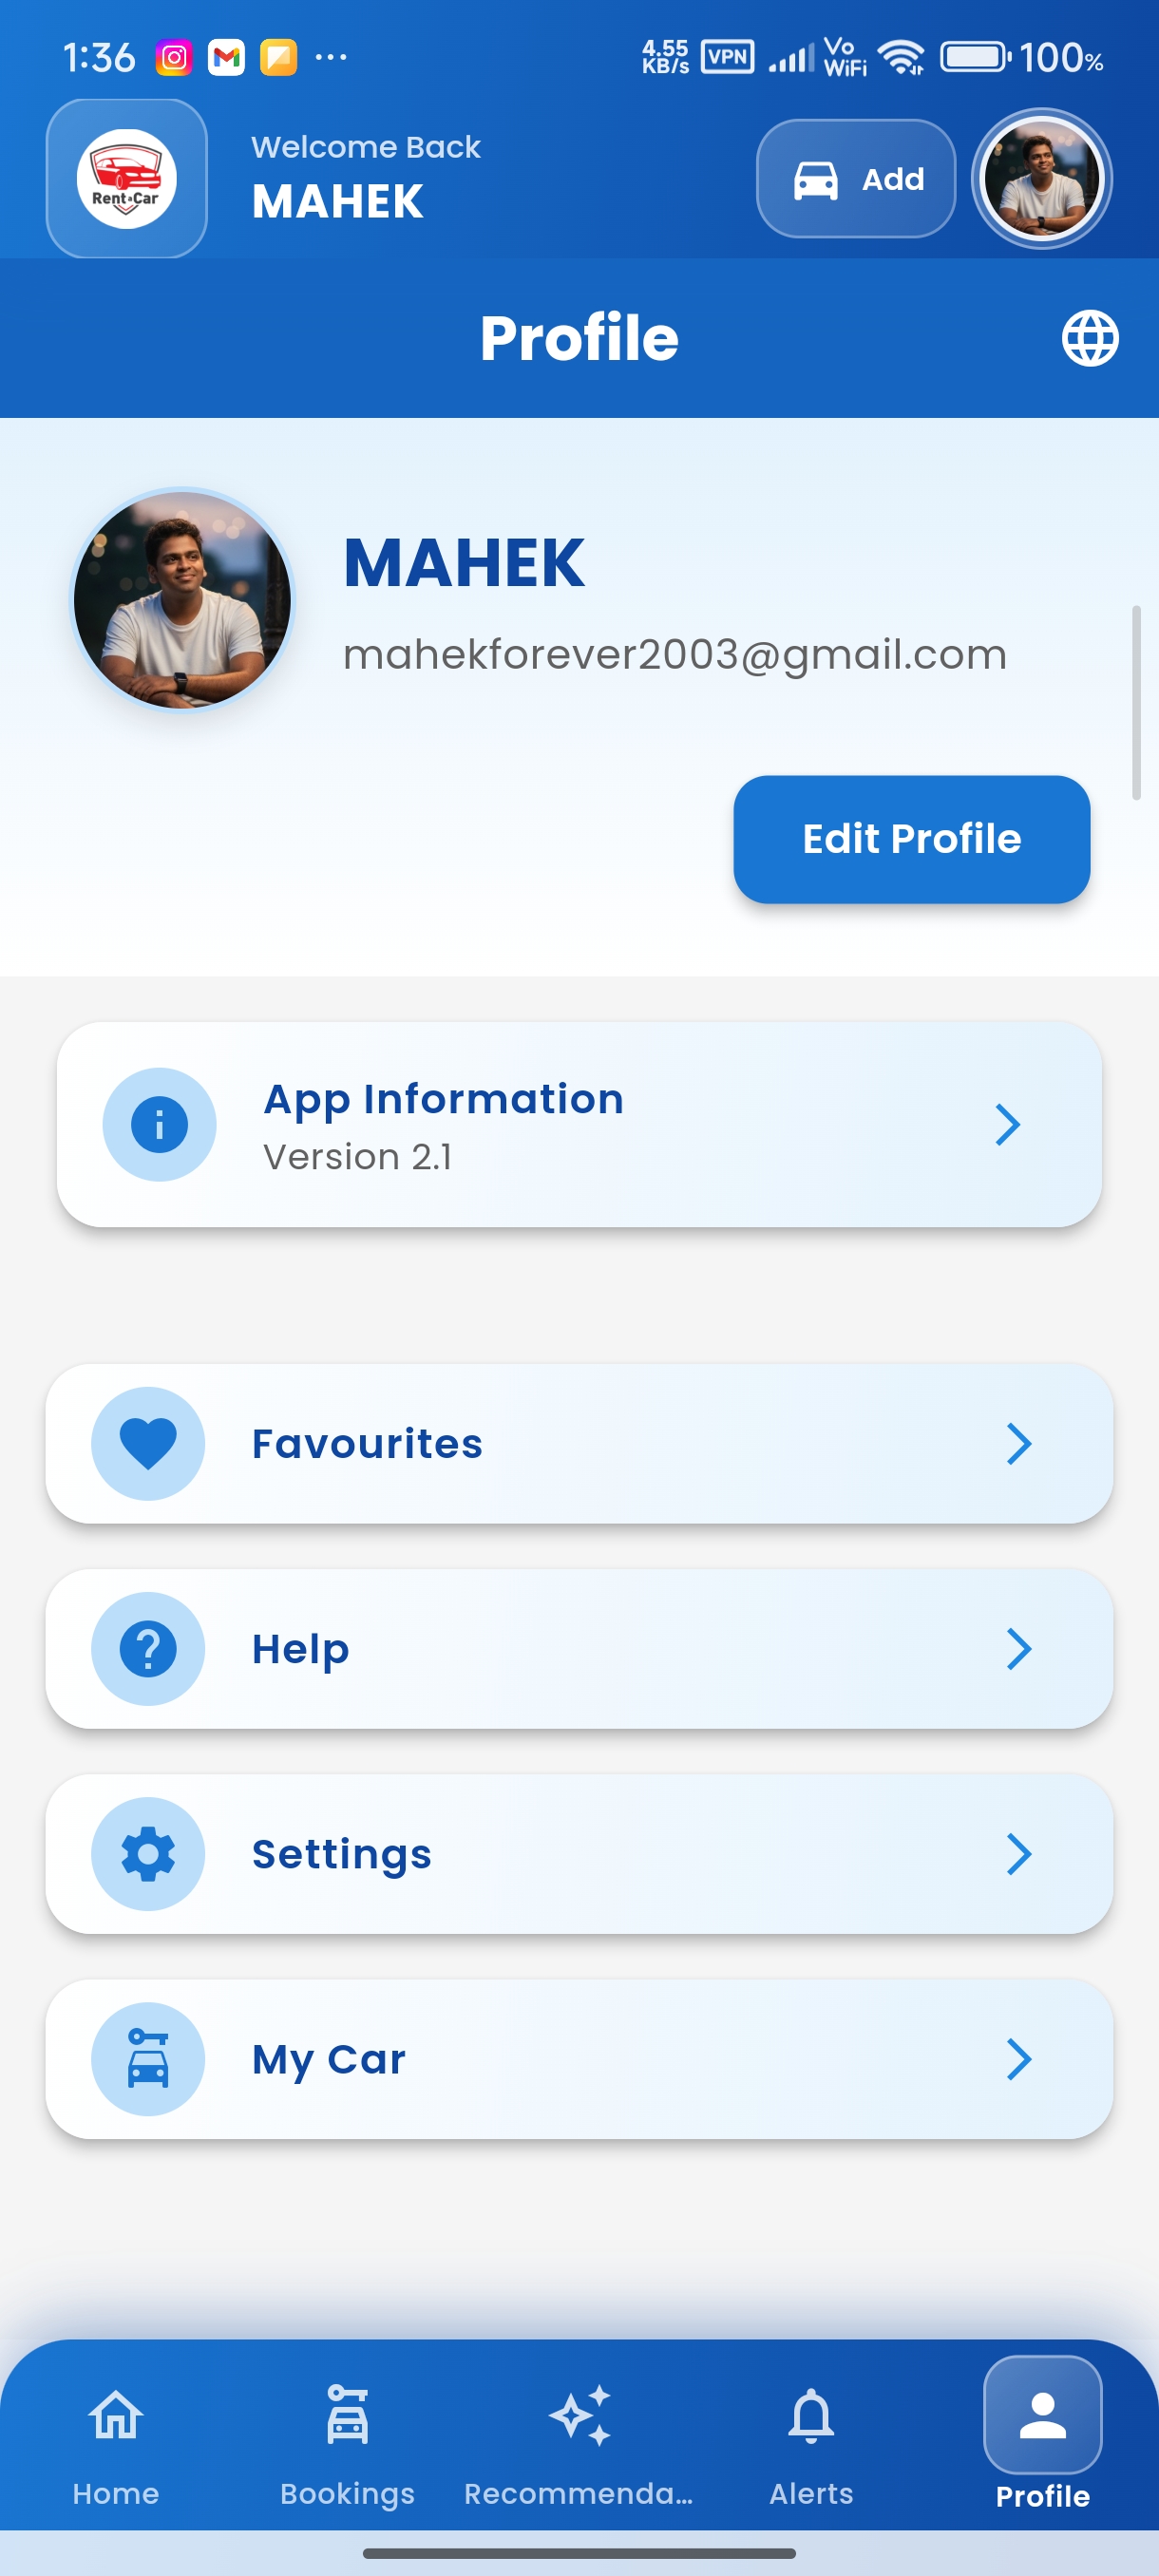 1:36 ... 4.55 KB/s VPN Vo WiFi 100%
Rent Car
Welcome Back
MAHEK
Add
Profile
MAHEK
mahekforever2003@gmail.com
Edit Profile
App Information
Version 2.1
Favourites
Help
Settings
My Car
Home Bookings Recommenda... Alerts Profile